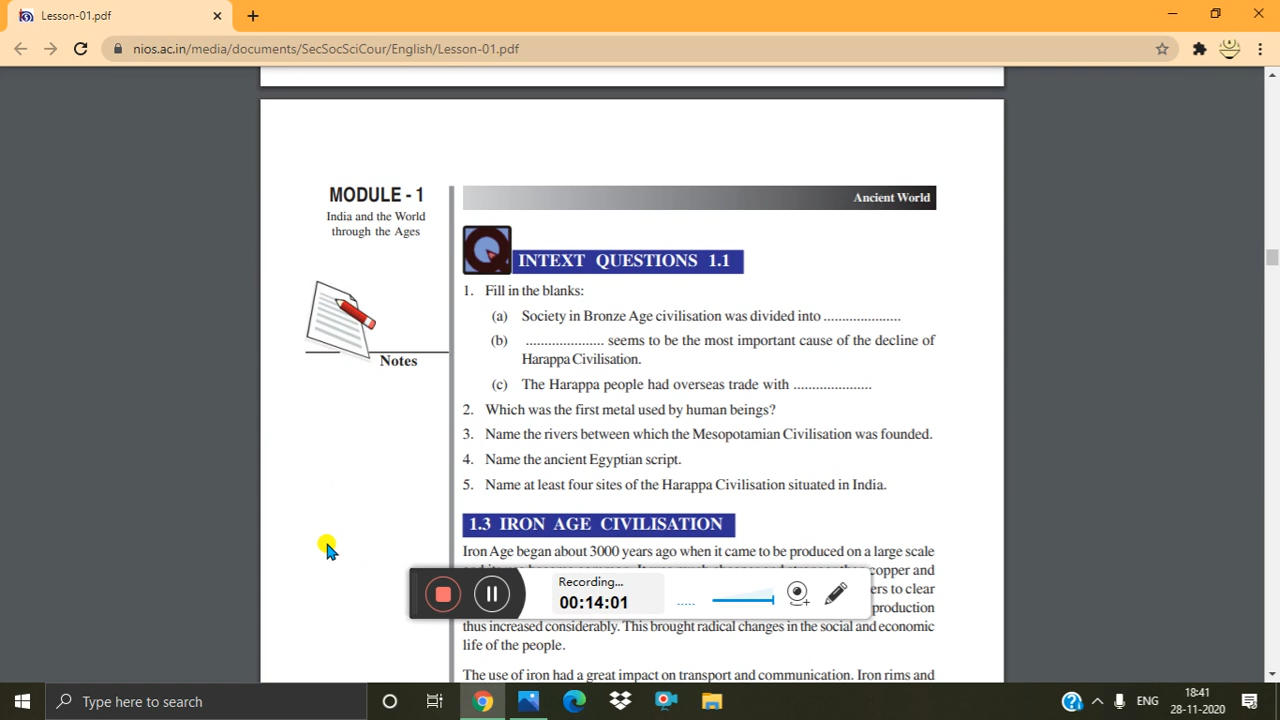 Lesson-01.pdf
nios.ac.in/media/documents/SecSocSciCour/English/Lesson-01.pdf
MODULE - 1
India and the World
through the Ages
Notes
Ancient World
INTEXT QUESTIONS 1.1
1. Fill in the blanks:
(a) Society in Bronze Age civilisation was divided into .....................
(b) ..................... seems to be the most important cause of the decline of
Harappa Civilisation.
(c) The Harappa people had overseas trade with .....................
2. Which was the first metal used by human beings?
3. Name the rivers between which the Mesopotamian Civilisation was founded.
4. Name the ancient Egyptian script.
5. Name at least four sites of the Harappa Civilisation situated in India.
1.3 IRON AGE CIVILISATION
Iron Age began about 3000 years ago when it came to be produced on a large scale
copper and
ers to clear
production
thus increased considerably. This brought radical changes in the social and economic
life of the people.
The use of iron had a great impact on transport and communication. Iron rims and
Recording...
00:14:01
Type here to search
ENG
18:41
28-11-2020